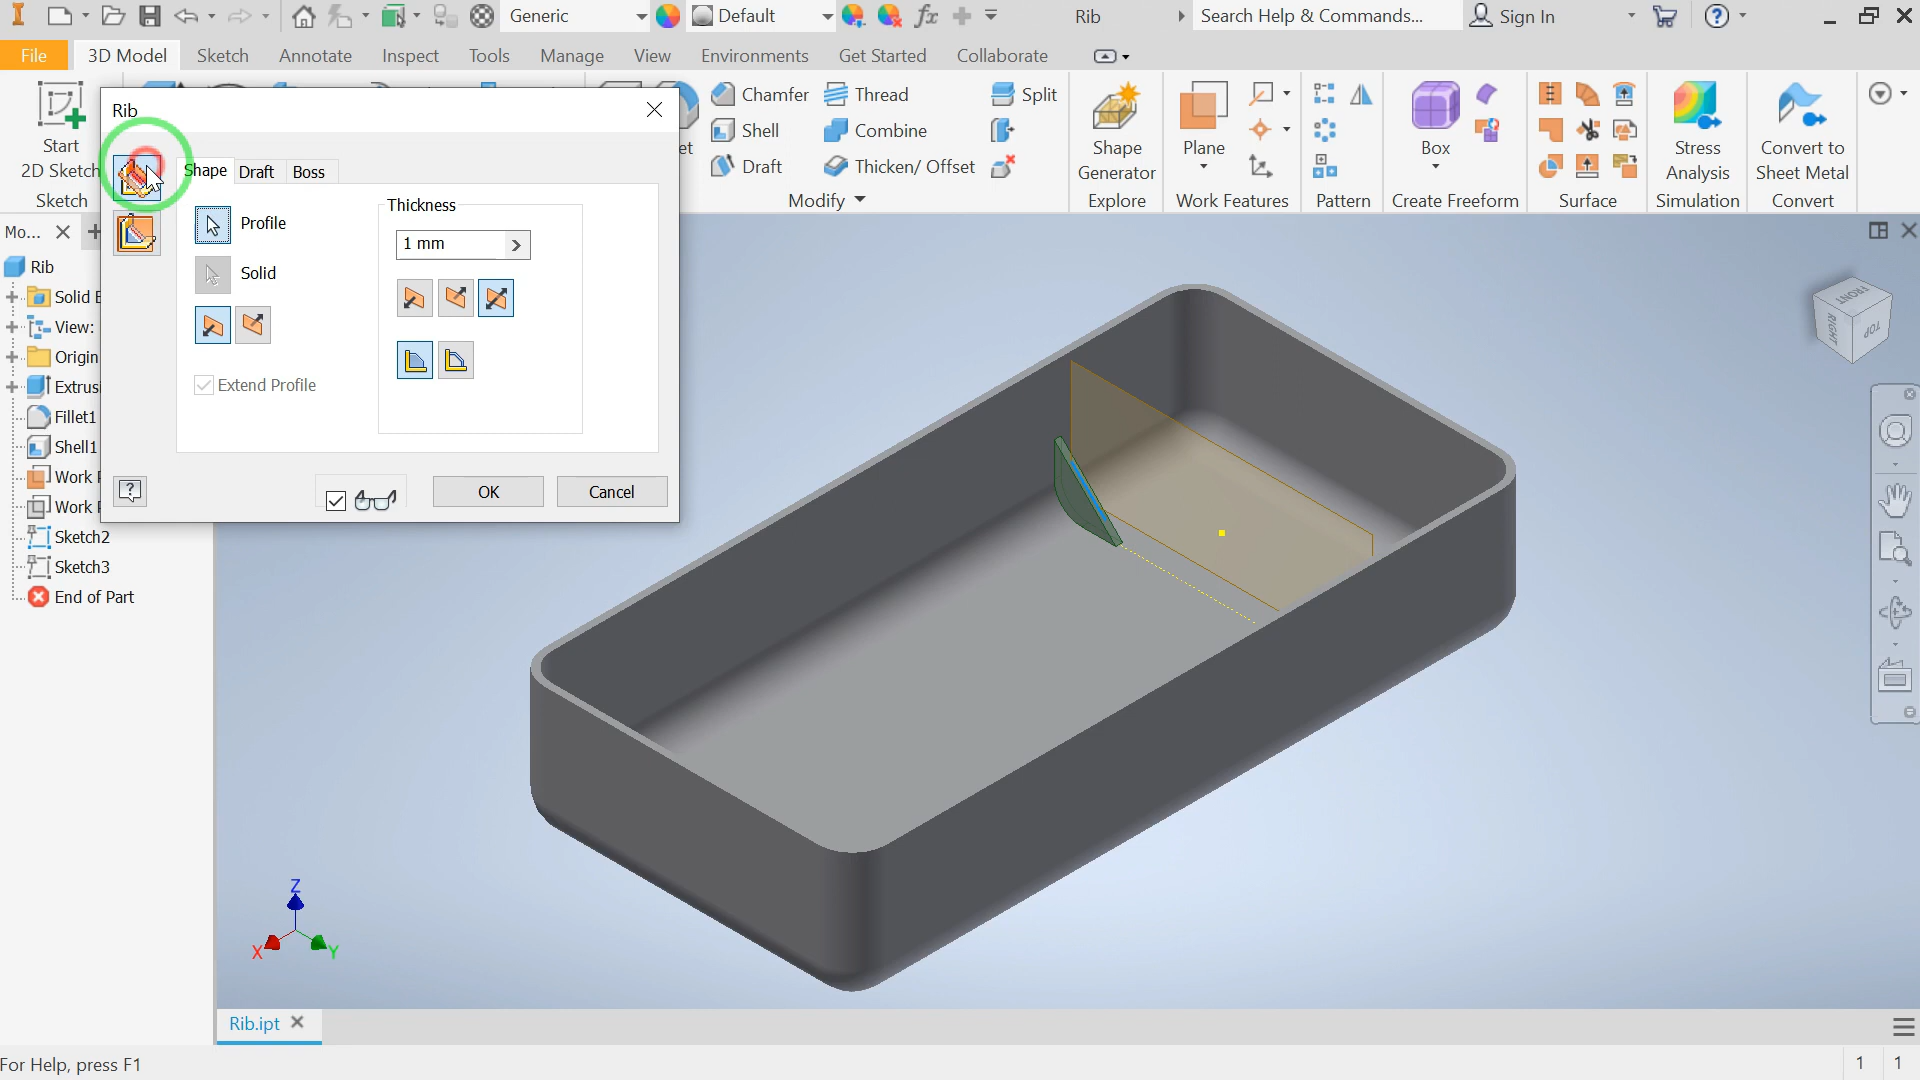 Generic
Default
Rib
Search Help & Commands...
Sign In
File
3D Model
Sketch
Annotate
Inspect
Tools
Manage
View
Environments
Get Started
Collaborate
Start
2D Sketch
Sketch
Chamfer
Shell
Draft
Thread
Combine
Thicken/ Offset
Split
Modify
Shape
Generator
Explore
Plane
Work Features
Pattern
Box
Create Freeform
Surface
Stress
Analysis
Simulation
Convert to
Sheet Metal
Convert
Rib
Shape
Draft
Boss
Profile
Solid
Extend Profile
Thickness
1 mm
OK
Cancel
Mo...
Rib
Solid
View:
Origin
Extrus
Fillet1
Shell1
Work
Work
Sketch2
Sketch3
End of Part
FRONT
RIGHT
TOP
Z
X
Y
Rib.ipt
For Help, press F1
1
1